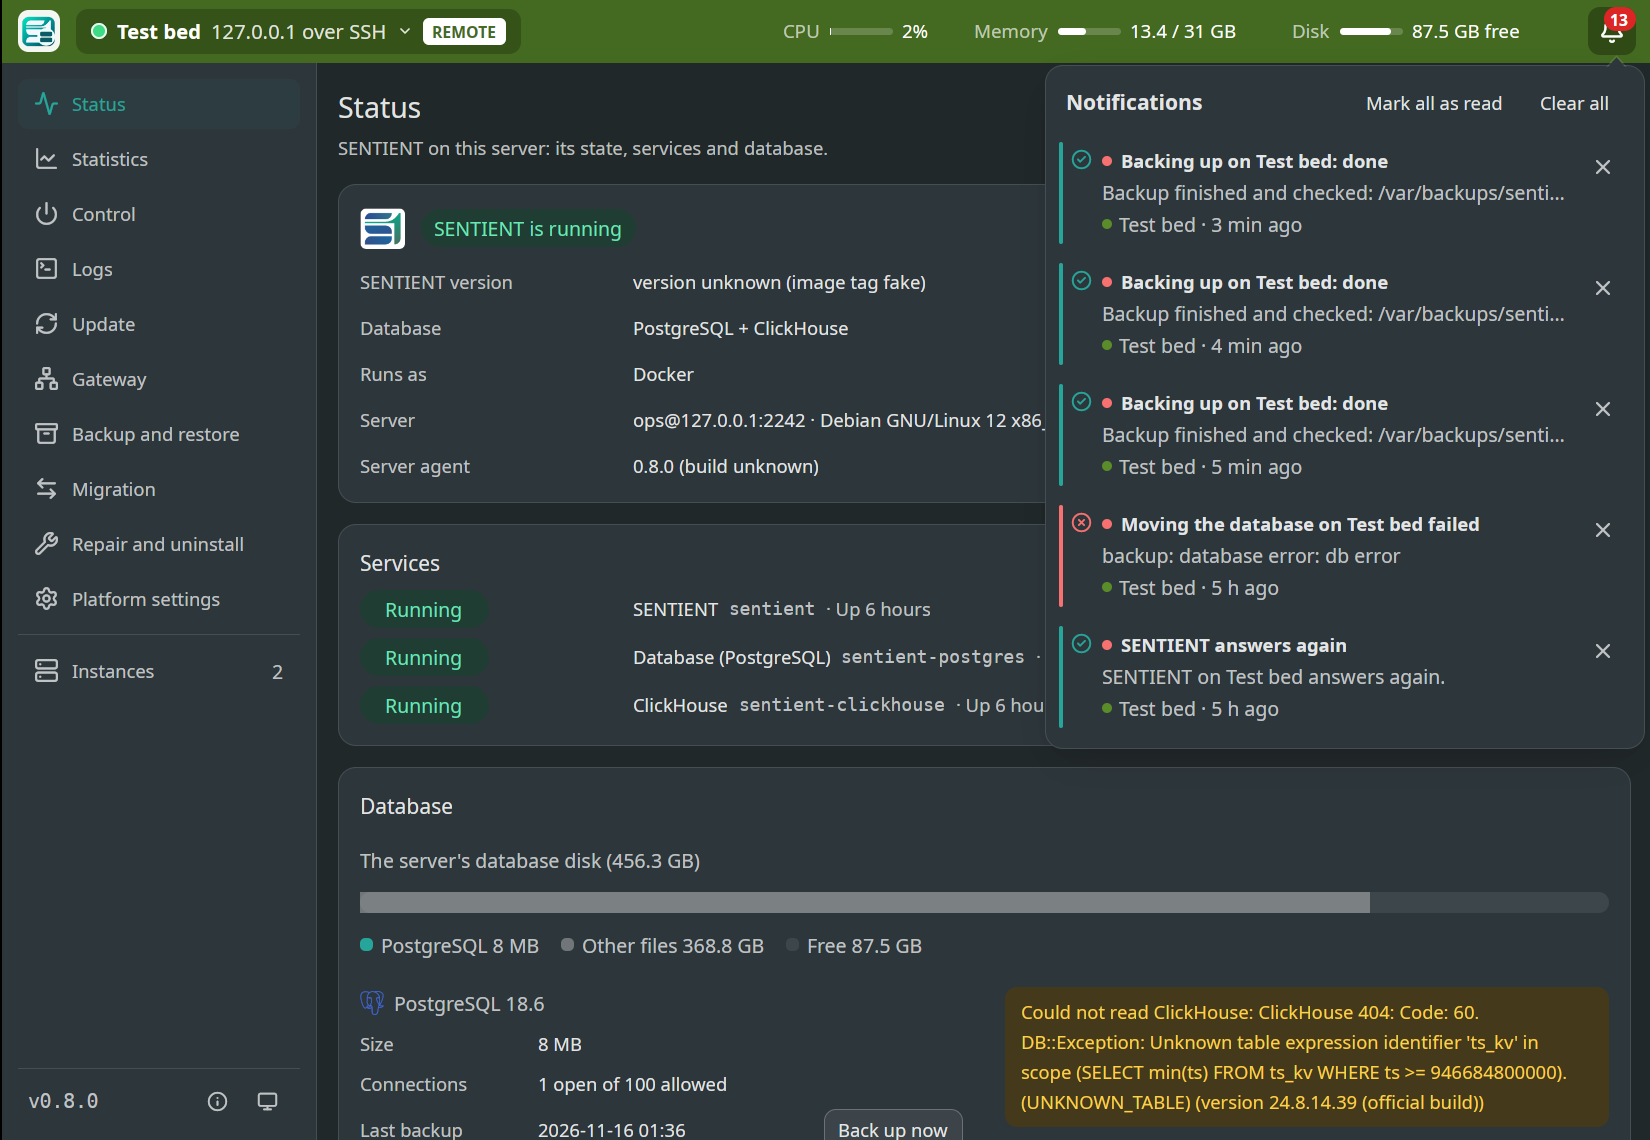 Test bed 127.0.0.1 over SSH REMOTE
CPU 2%
Memory 13.4 / 31 GB
Disk 87.5 GB free
13
Status
Statistics
Control
Logs
Update
Gateway
Backup and restore
Migration
Repair and uninstall
Platform settings
Instances 2
v0.8.0
Status
SENTIENT on this server: its state, services and database.
SENTIENT is running
SENTIENT version version unknown (image tag fake)
Database PostgreSQL + ClickHouse
Runs as Docker
Server ops@127.0.0.1:2242 · Debian GNU/Linux 12 x86_
Server agent 0.8.0 (build unknown)
Services
Running SENTIENT sentient · Up 6 hours
Running Database (PostgreSQL) sentient-postgres ·
Running ClickHouse sentient-clickhouse · Up 6 hou
Notifications Mark all as read Clear all
Backing up on Test bed: done
Backup finished and checked: /var/backups/senti...
Test bed · 3 min ago
Backing up on Test bed: done
Backup finished and checked: /var/backups/senti...
Test bed · 4 min ago
Backing up on Test bed: done
Backup finished and checked: /var/backups/senti...
Test bed · 5 min ago
Moving the database on Test bed failed
backup: database error: db error
Test bed · 5 h ago
SENTIENT answers again
SENTIENT on Test bed answers again.
Test bed · 5 h ago
Database
The server's database disk (456.3 GB)
PostgreSQL 8 MB Other files 368.8 GB Free 87.5 GB
PostgreSQL 18.6
Size 8 MB
Connections 1 open of 100 allowed
Last backup 2026-11-16 01:36 Back up now
Could not read ClickHouse: ClickHouse 404: Code: 60.
DB::Exception: Unknown table expression identifier 'ts_kv' in
scope (SELECT min(ts) FROM ts_kv WHERE ts >= 946684800000).
(UNKNOWN_TABLE) (version 24.8.14.39 (official build))